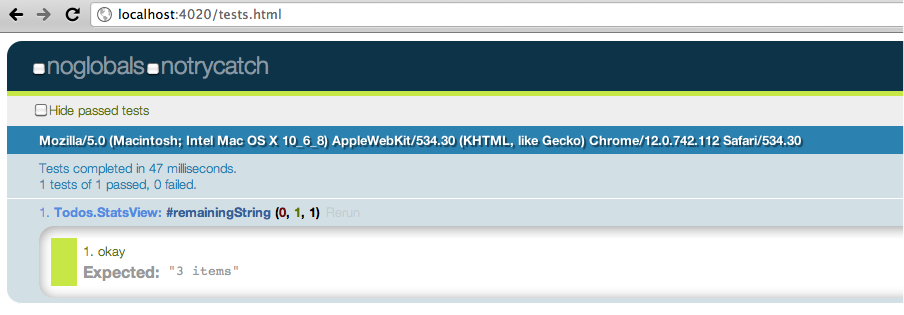 localhost:4020/tests.html
noglobals notrycatch
Hide passed tests
Mozilla/5.0 (Macintosh; Intel Mac OS X 10_6_8) AppleWebKit/534.30 (KHTML, like Gecko) Chrome/12.0.742.112 Safari/534.30
Tests completed in 47 milliseconds.
1 tests of 1 passed, 0 failed.
1. Todos.StatsView: #remainingString (0, 1, 1) Rerun
1. okay
Expected: "3 items"